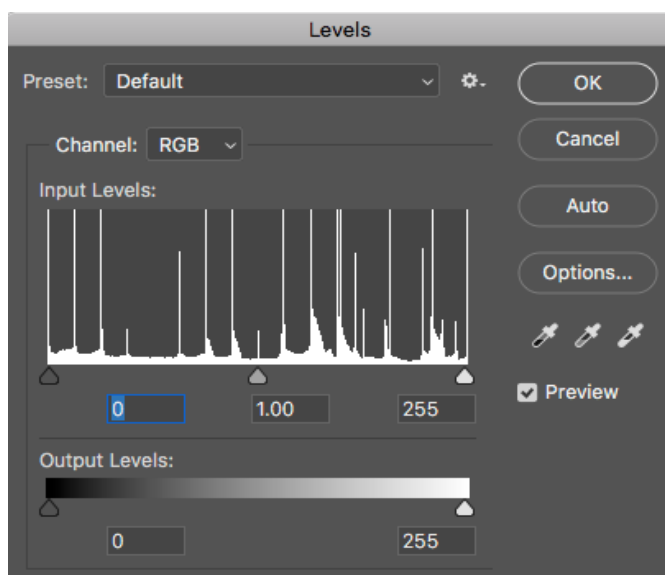 Levels
Preset: Default
OK
Channel: RGB
Cancel
Input Levels:
Auto
Options...
Preview
0 1.00 255
Output Levels:
0 255